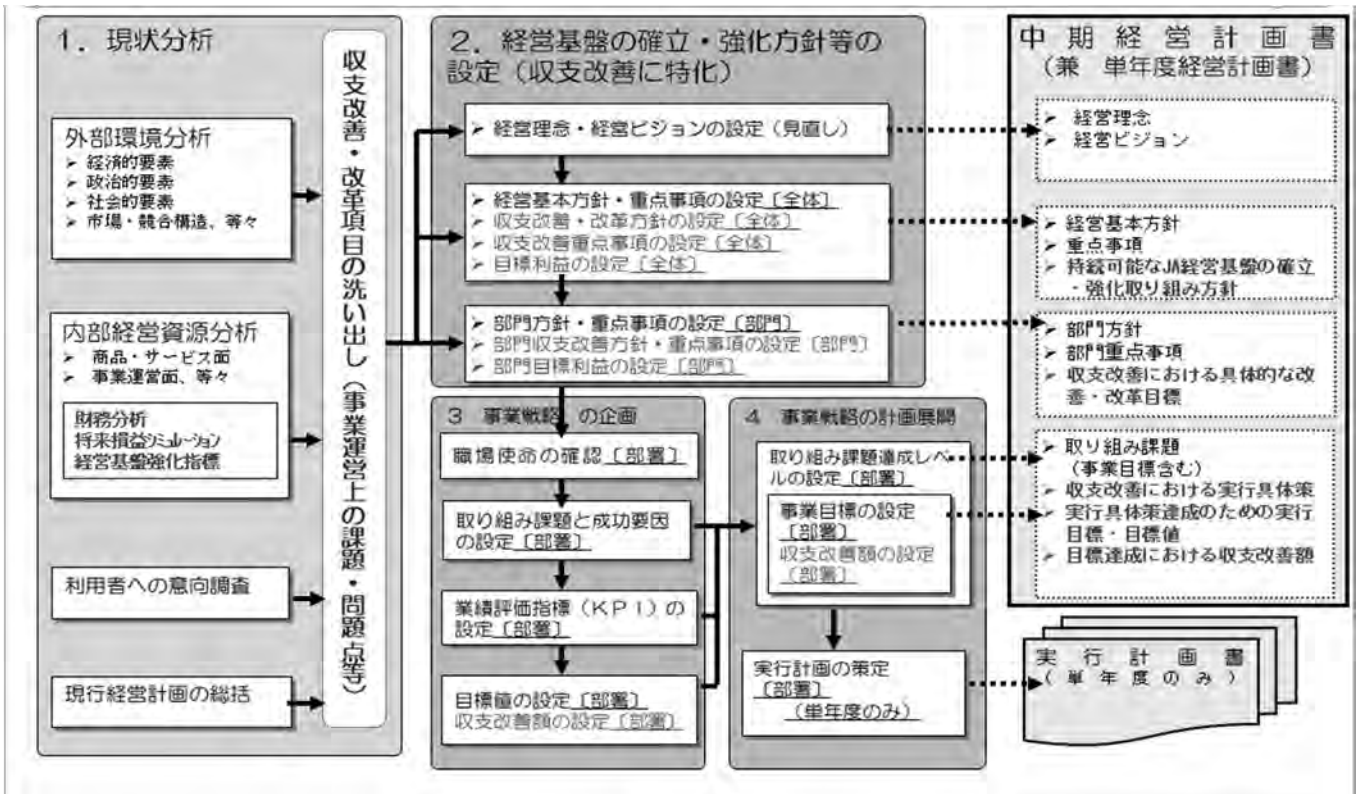 1．現状分析
外部環境分析
➢ 経済的要素
➢ 政治的要素
➢ 社会的要素
➢ 市場・競合構造、等々
内部経営資源分析
➢ 商品・サービス面
➢ 事業運営面、等々
財務分析
将来損益シミュレーション
経営基盤強化指標
利用者への意向調査
現行経営計画の総括
収支改善・改革項目の洗い出し（事業運営上の課題・問題点等）
2．経営基盤の確立・強化方針等の
設定（収支改善に特化）
➢ 経営理念・経営ビジョンの設定（見直し）
➢ 経営基本方針・重点事項の設定〔全体〕
➢ 収支改善・改革方針の設定〔全体〕
➢ 収支改善重点事項の設定〔全体〕
➢ 目標利益の設定〔全体〕
➢ 部門方針・重点事項の設定〔部門〕
➢ 部門収支改善方針・重点事項の設定〔部門〕
➢ 部門目標利益の設定〔部門〕
3 事業戦略 の企画
職場使命の確認〔部署〕
取り組み課題と成功要因
の設定〔部署〕
業績評価指標（KPI）の
設定〔部署〕
目標値の設定〔部署〕
収支改善額の設定〔部署〕
4 事業戦略の計画展開
取り組み課題達成レベ
ルの設定〔部署〕
事業目標の設定
〔部署〕
収支改善額の設定
〔部署〕
実行計画の策定
〔部署〕
（単年度のみ）
中期経営計画書
（兼 単年度経営計画書）
➢ 経営理念
➢ 経営ビジョン
➢ 経営基本方針
➢ 重点事項
➢ 持続可能なJA経営基盤の確立
・強化取り組み方針
➢ 部門方針
➢ 部門重点事項
➢ 収支改善における具体的な改
善・改革目標
➢ 取り組み課題
（事業目標含む）
➢ 収支改善における実行具体策
➢ 実行具体策達成のための実行
目標・目標値
➢ 目標達成における収支改善額
実行計画書
（単年度のみ）